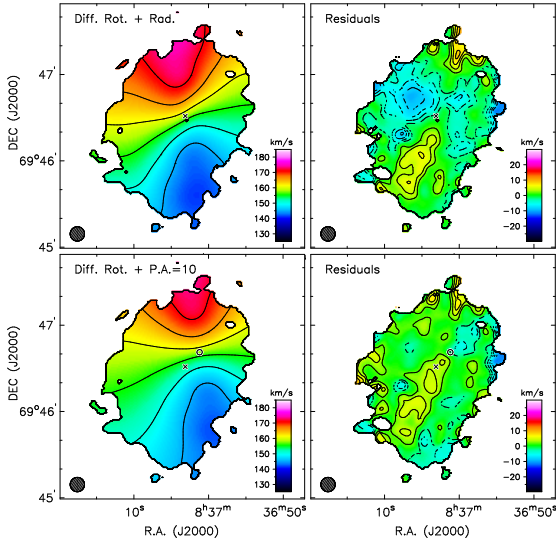 Diff. Rot. + Rad.
Residuals
47'
DEC (J2000)
69°46'
45'
km/s
180
170
160
150
140
130
km/s
20
10
0
−10
−20
Diff. Rot. + P.A.=10
Residuals
47'
DEC (J2000)
69°46'
45'
km/s
180
170
160
150
140
130
km/s
20
10
0
−10
−20
10s
8h37m
36m50s
10s
8h37m
36m50s
R.A. (J2000)
R.A. (J2000)